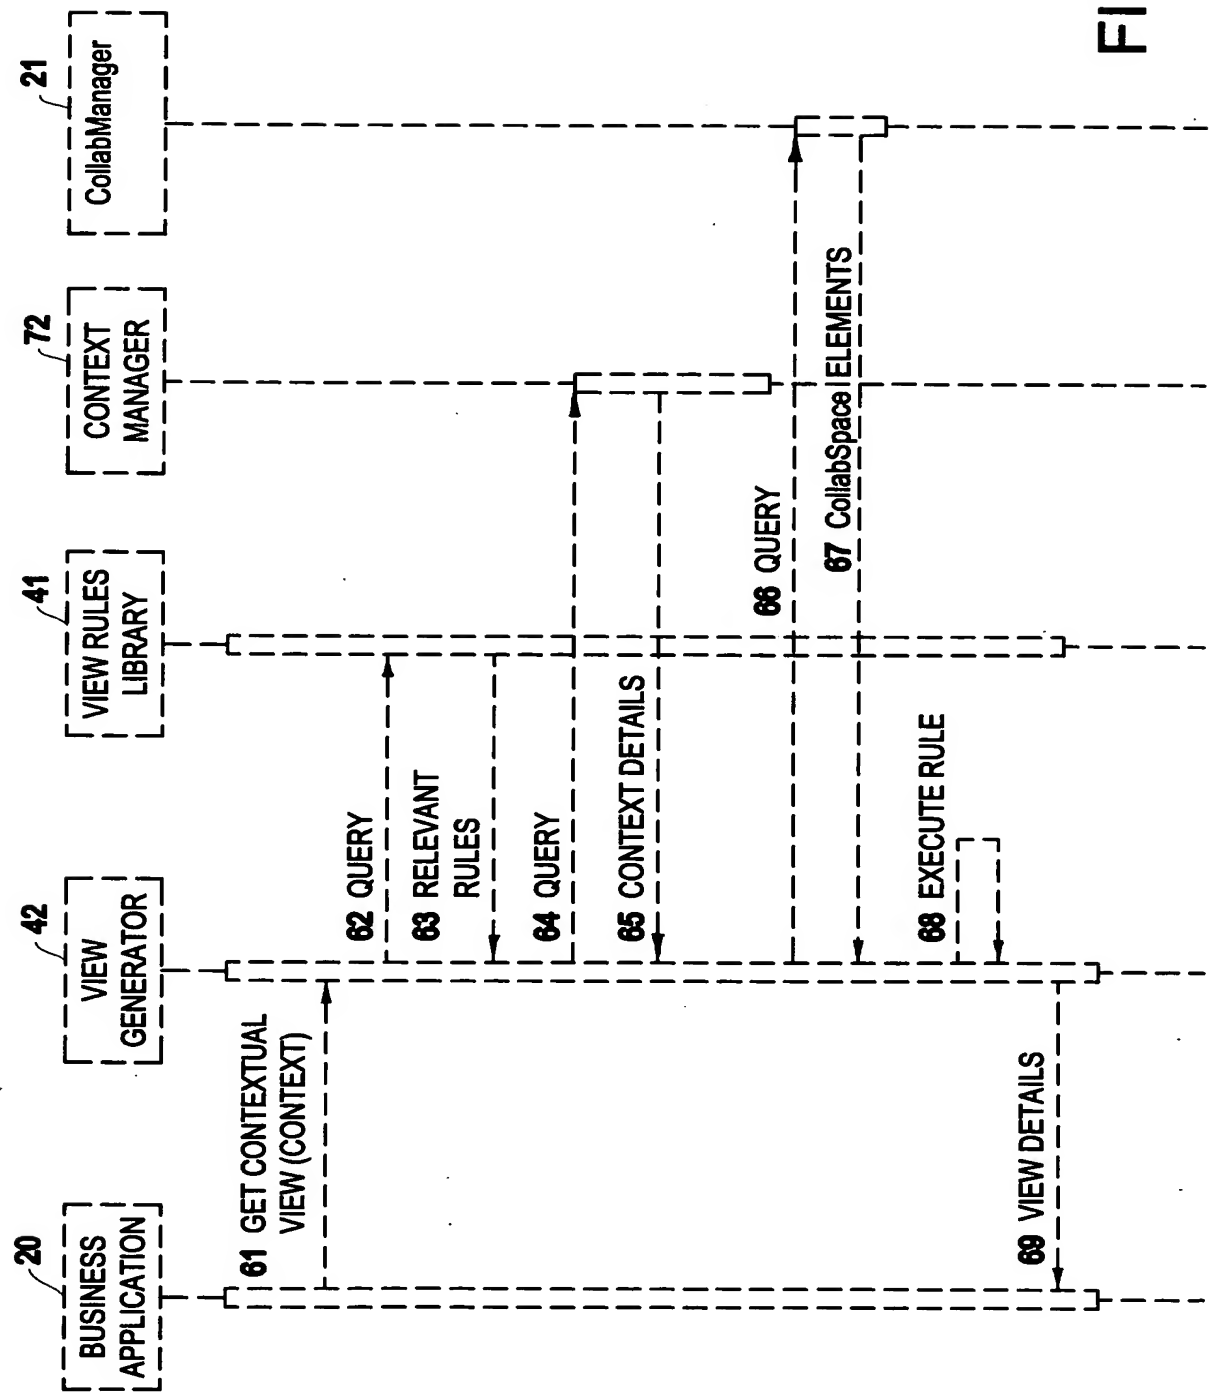 20
BUSINESS
APPLICATION
42
VIEW
GENERATOR
41
VIEW RULES
LIBRARY
72
CONTEXT
MANAGER
21
CollabManager
61 GET CONTEXTUAL
VIEW (CONTEXT)
62 QUERY
63 RELEVANT
RULES
64 QUERY
65 CONTEXT DETAILS
66 QUERY
67 CollabSpace ELEMENTS
68 EXECUTE RULE
69 VIEW DETAILS
FI